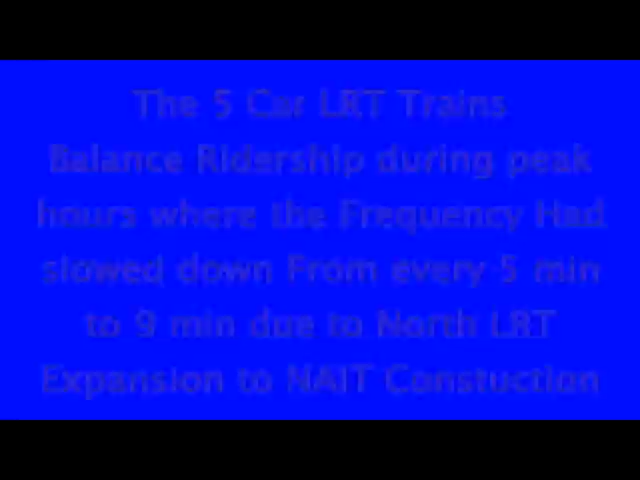 The 5 Car LRT Trains
Balance Ridership during peak
hours where the Frequency Had
slowed down From every 5 min
to 9 min due to North LRT
Expansion to NAIT Constuction